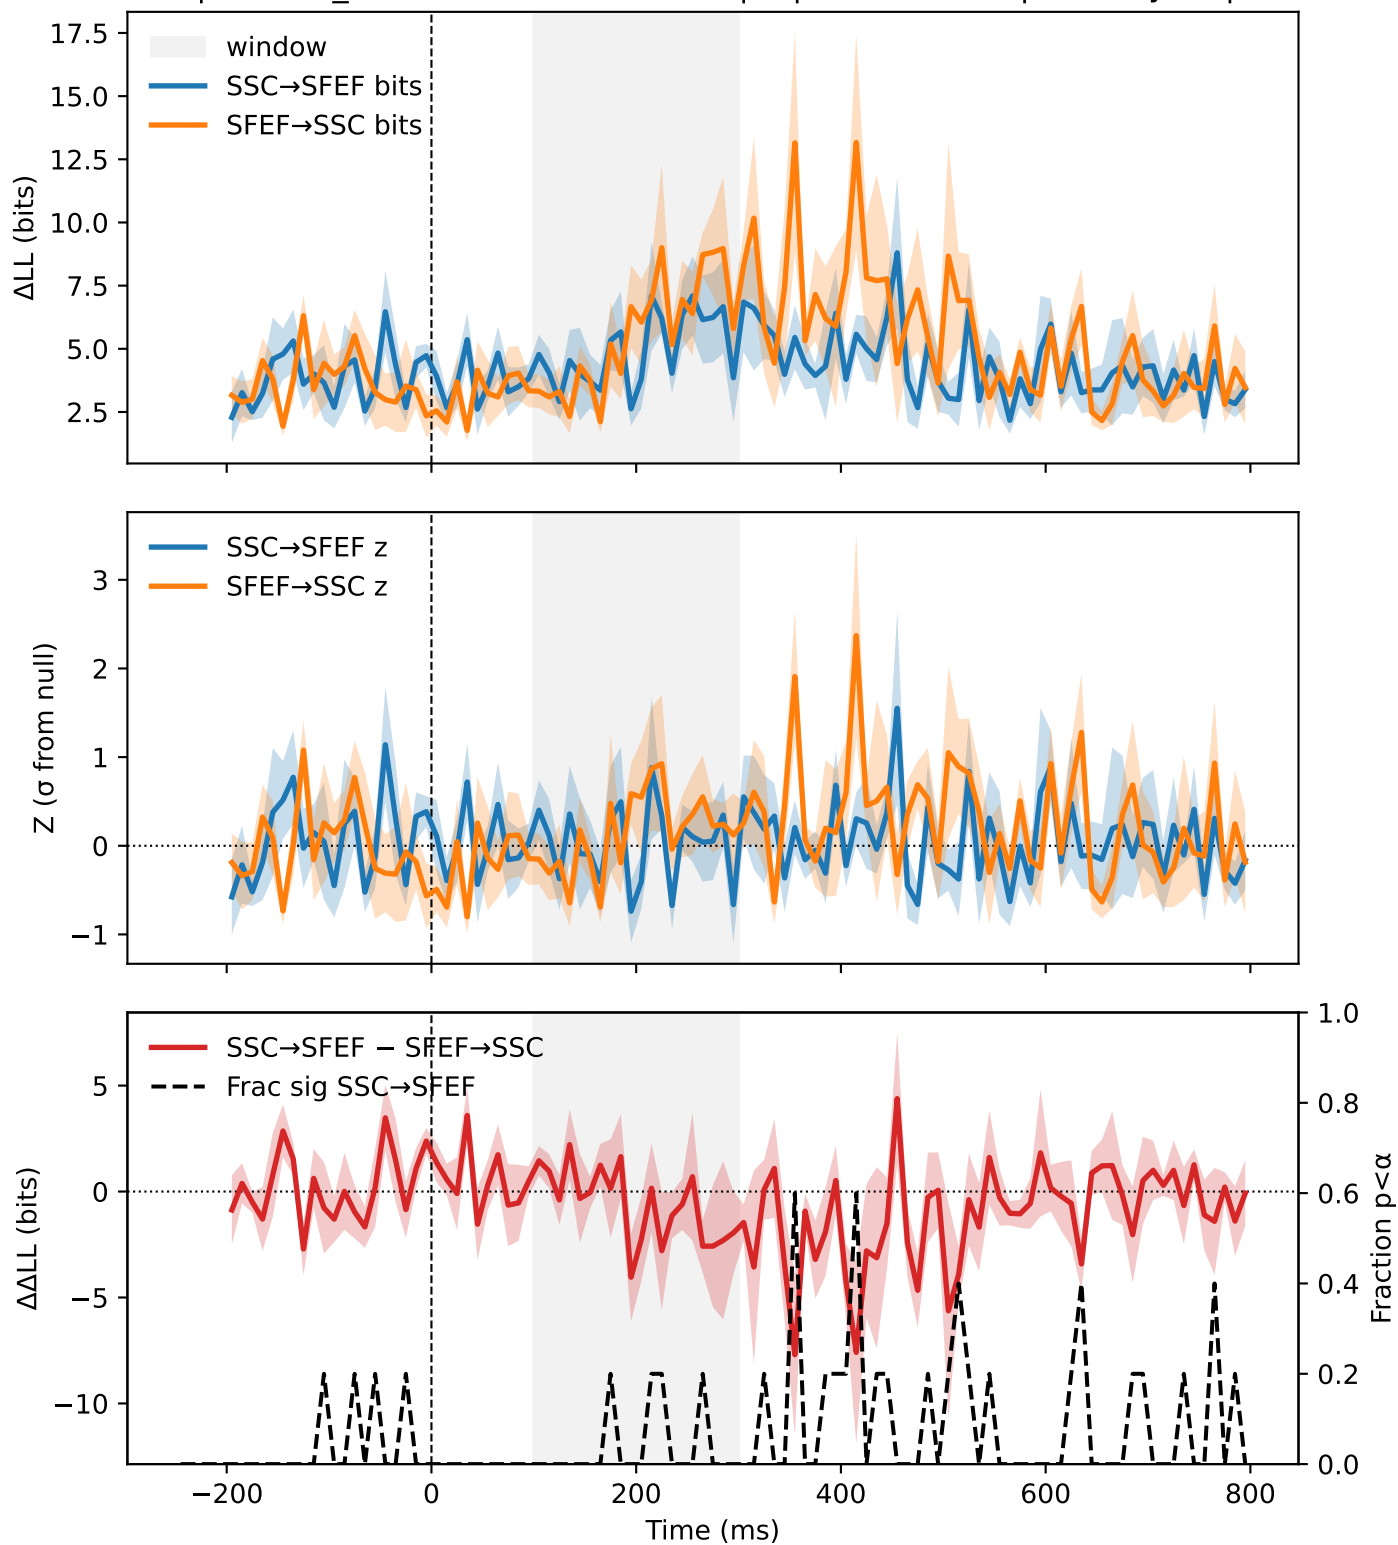 17.5
15.0
12.5
10.0
7.5
5.0
2.5
ΔLL (bits)
window
SSC→SFEF bits
SFEF→SSC bits
3
2
1
0
−1
Z (σ from null)
SSC→SFEF z
SFEF→SSC z
5
0
−5
−10
ΔΔLL (bits)
SSC→SFEF − SFEF→SSC
Frac sig SSC→SFEF
1.0
0.8
0.6
0.4
0.2
0.0
Fraction p<α
−200 0 200 400 600 800
Time (ms)